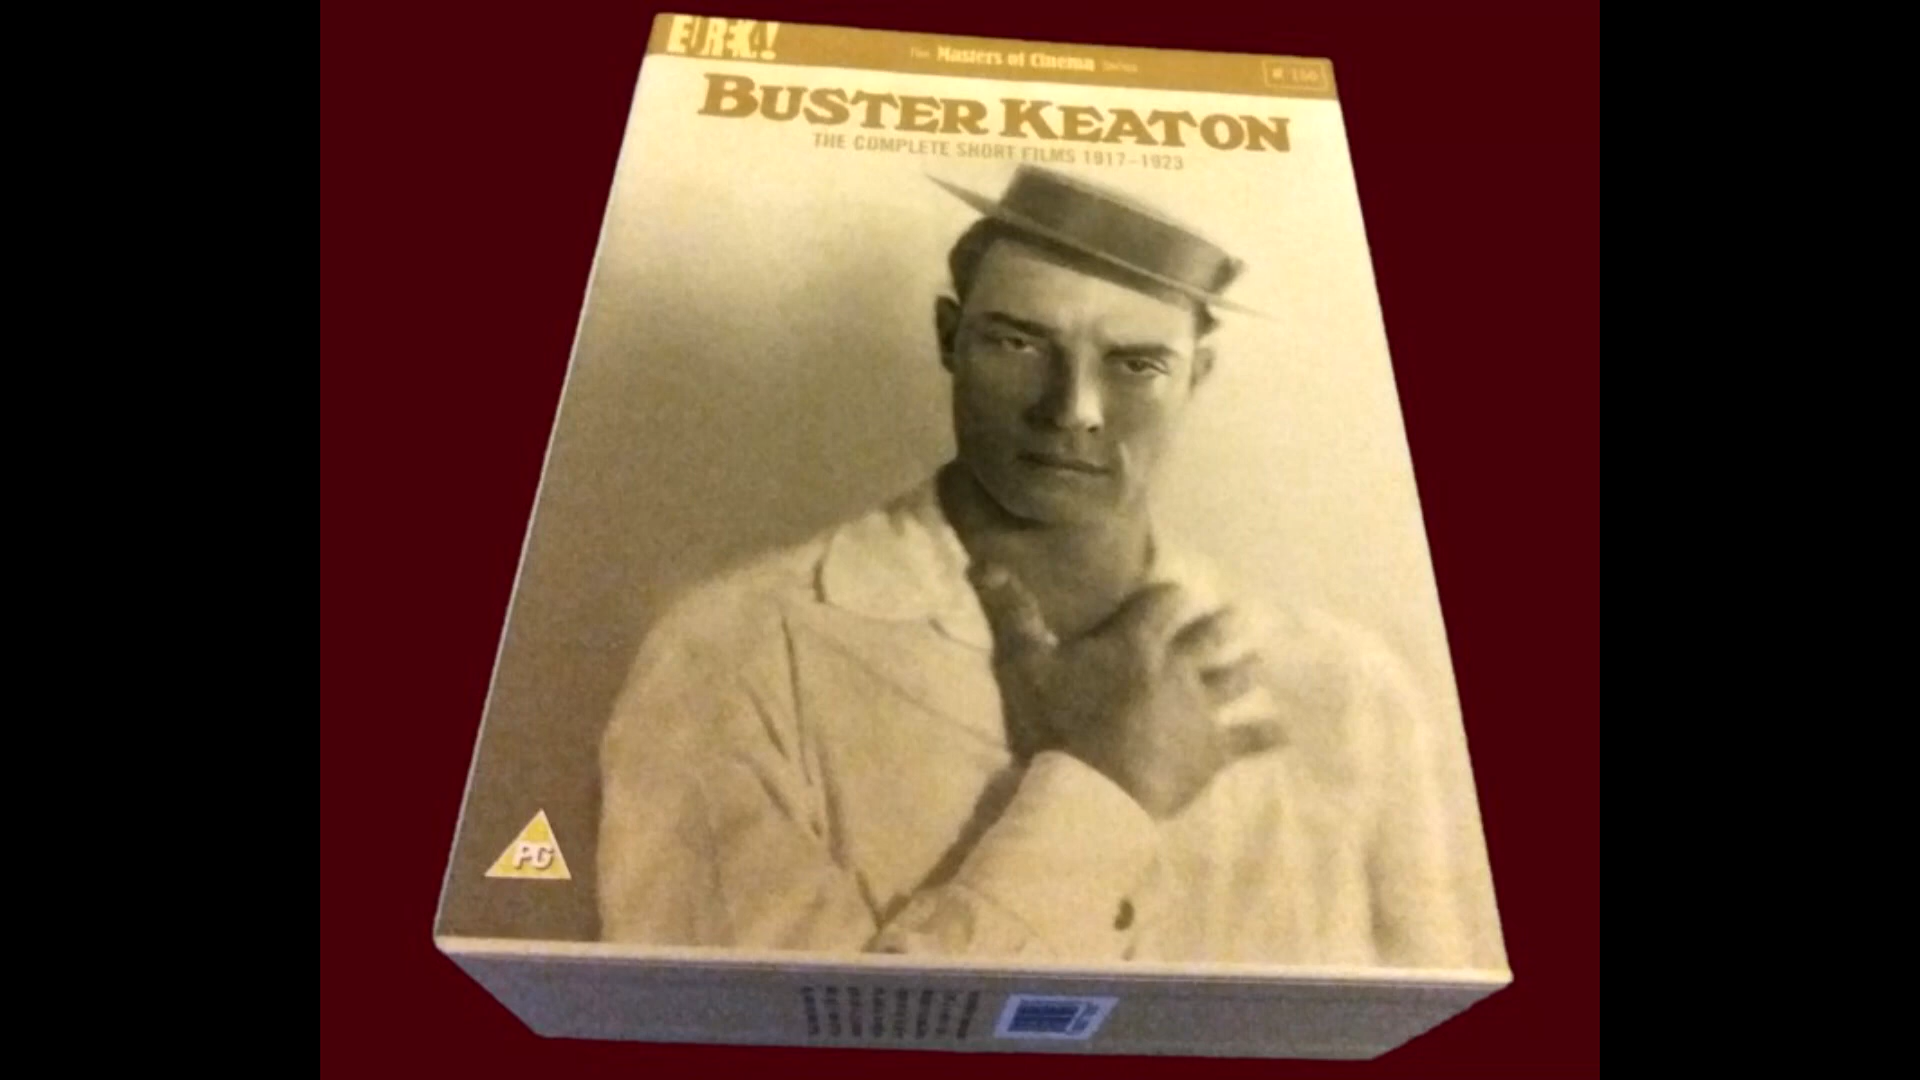 EUREKA!
The Masters of Cinema Series
BUSTER KEATON
THE COMPLETE SHORT FILMS 1917–1923
PG